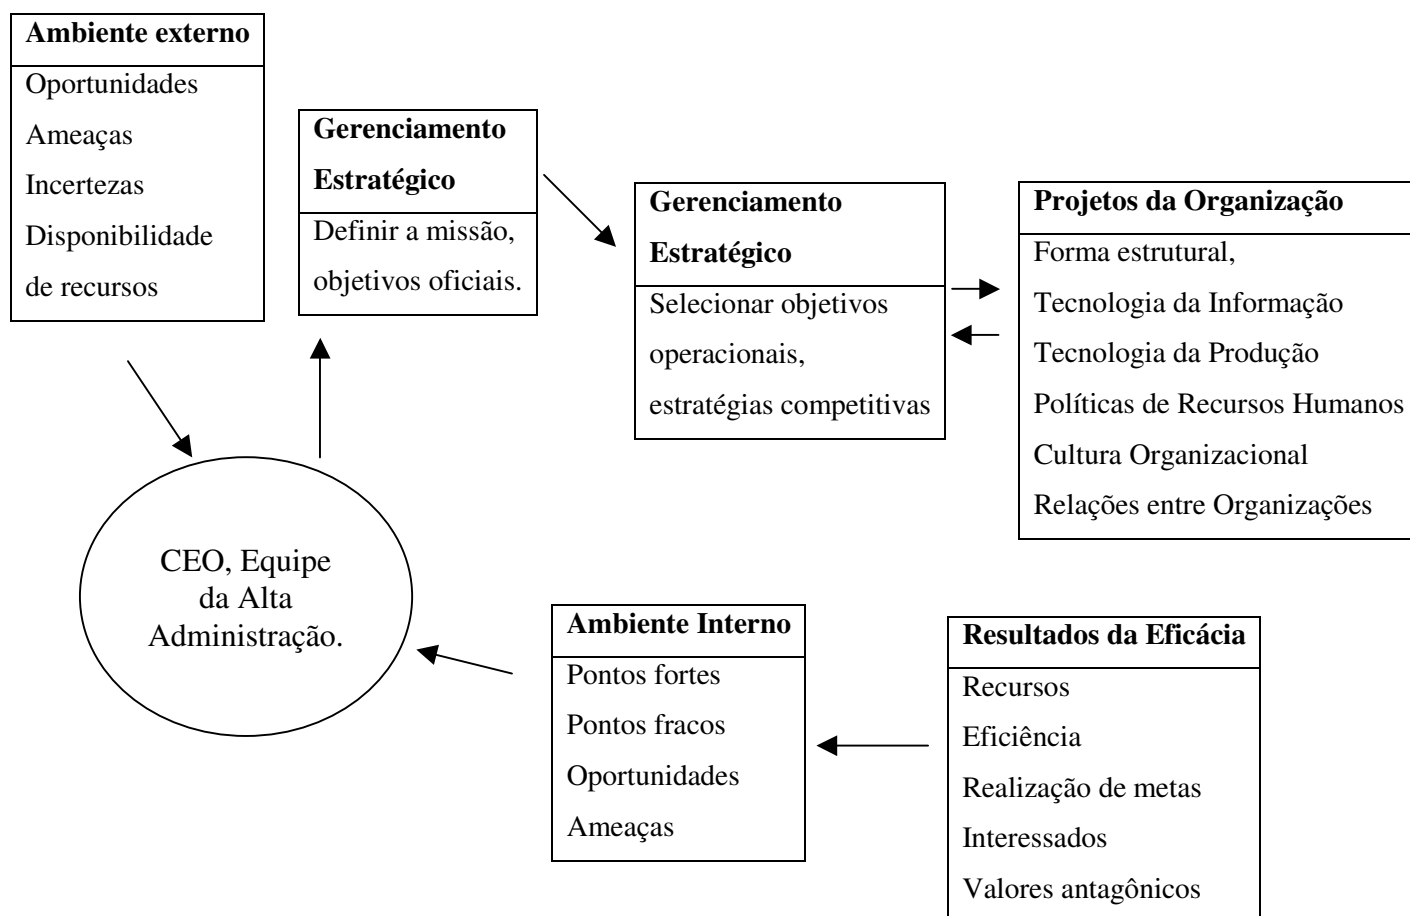 Ambiente externo
Oportunidades
Ameaças
Incertezas
Disponibilidade
de recursos
Gerenciamento
Estratégico
Definir a missão,
objetivos oficiais.
Gerenciamento
Estratégico
Selecionar objetivos
operacionais,
estratégias competitivas
Projetos da Organização
Forma estrutural,
Tecnologia da Informação
Tecnologia da Produção
Políticas de Recursos Humanos
Cultura Organizacional
Relações entre Organizações
CEO, Equipe
da Alta
Administração.
Ambiente Interno
Pontos fortes
Pontos fracos
Oportunidades
Ameaças
Resultados da Eficácia
Recursos
Eficiência
Realização de metas
Interessados
Valores antagônicos